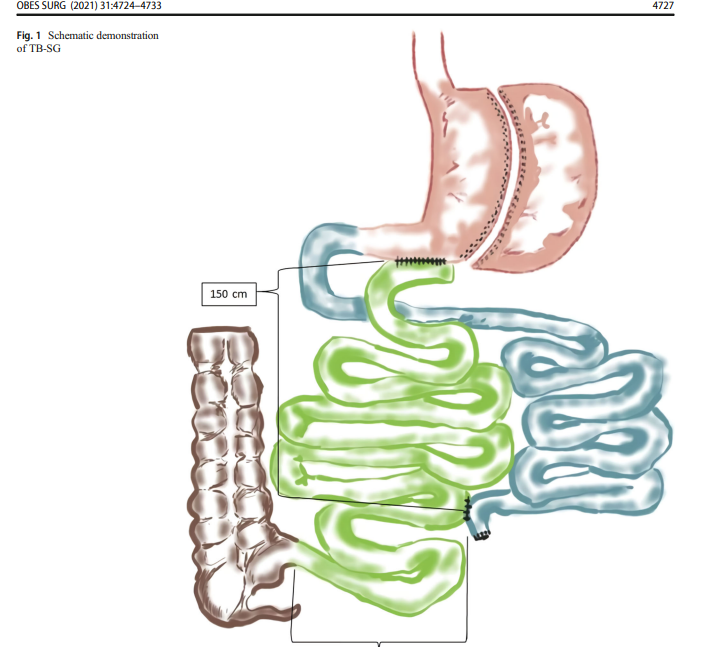 OBES SURG (2021) 31:4724–4733
4727
Fig. 1 Schematic demonstration
of TB-SG
150 cm